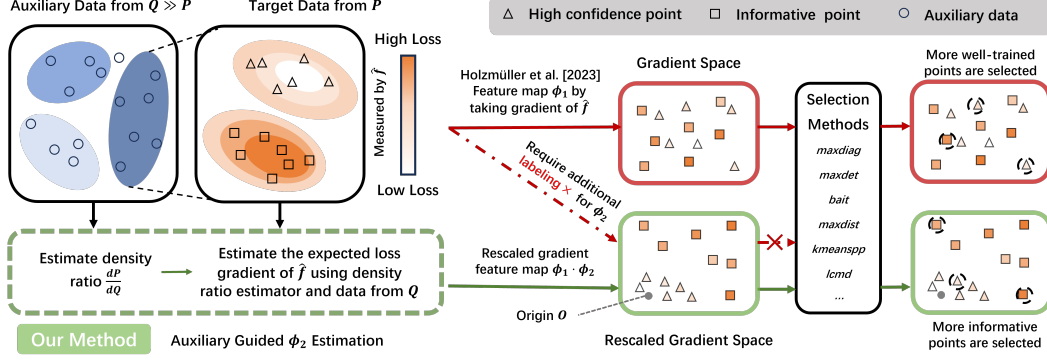 Auxiliary Data from Q ≫ P
Target Data from P
High Loss
Measured by f̂
Low Loss
High confidence point
Informative point
Auxiliary data
Holzmüller et al. [2023]
Feature map ϕ₁ by
taking gradient of f̂
Gradient Space
Selection
Methods
maxdiag
maxdet
bait
maxdist
kmeanspp
lcmd
...
More well-trained
points are selected
Require additional
labeling × for ϕ₂
Estimate density
ratio dP/dQ
Estimate the expected loss
gradient of f̂ using density
ratio estimator and data from Q
Rescaled gradient
feature map ϕ₁ · ϕ₂
Origin O
Rescaled Gradient Space
More informative
points are selected
Our Method
Auxiliary Guided ϕ₂ Estimation